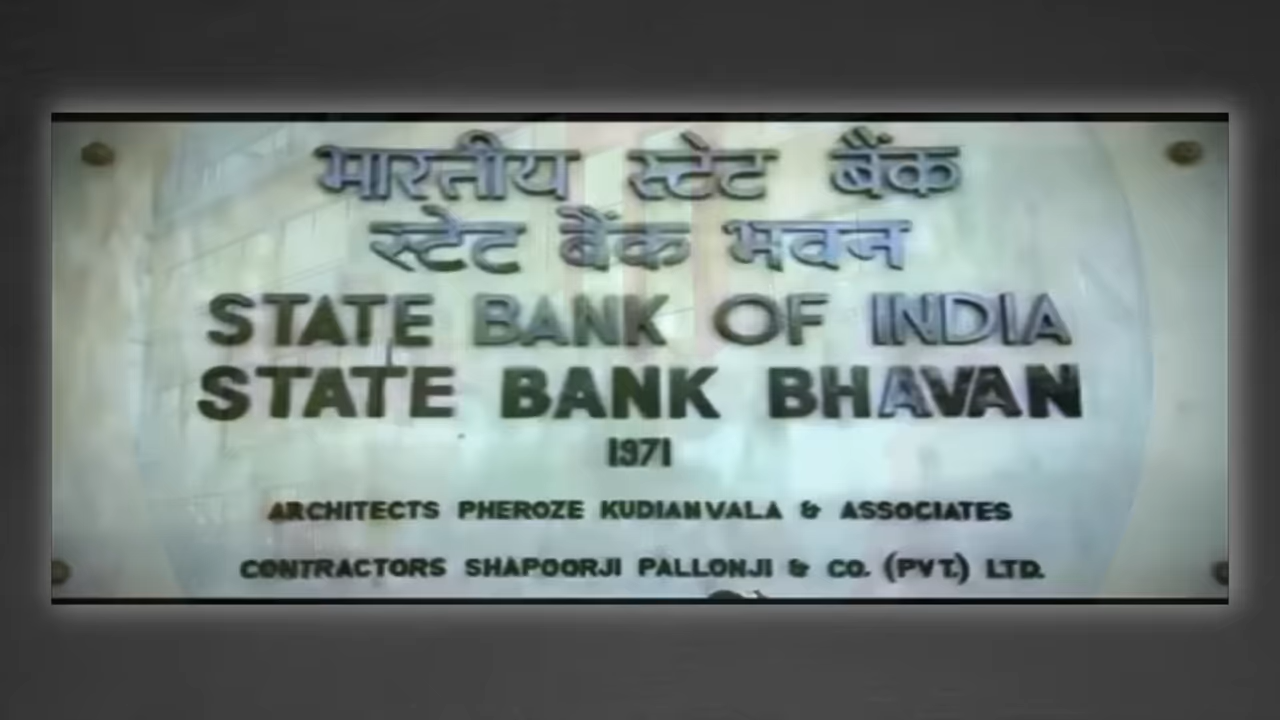 भारतीय स्टेट बैंक
स्टेट बैंक भवन
STATE BANK OF INDIA
STATE BANK BHAVAN
1971
ARCHITECTS PHEROZE KUDIANVALA & ASSOCIATES
CONTRACTORS SHAPOORJI PALLONJI & CO. (PVT.) LTD.